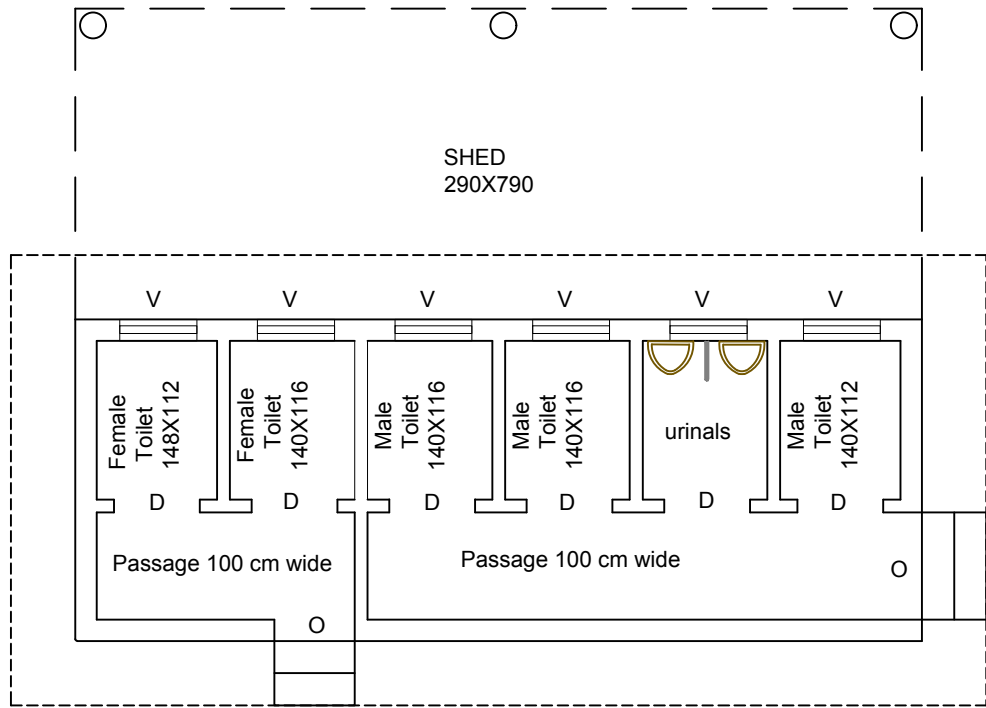 SHED
290X790
V
V
V
V
V
V
Female
Toilet
148X112
Female
Toilet
140X116
Male
Toilet
140X116
Male
Toilet
140X116
urinals
Male
Toilet
140X112
D
D
D
D
D
D
Passage 100 cm wide
Passage 100 cm wide
O
O